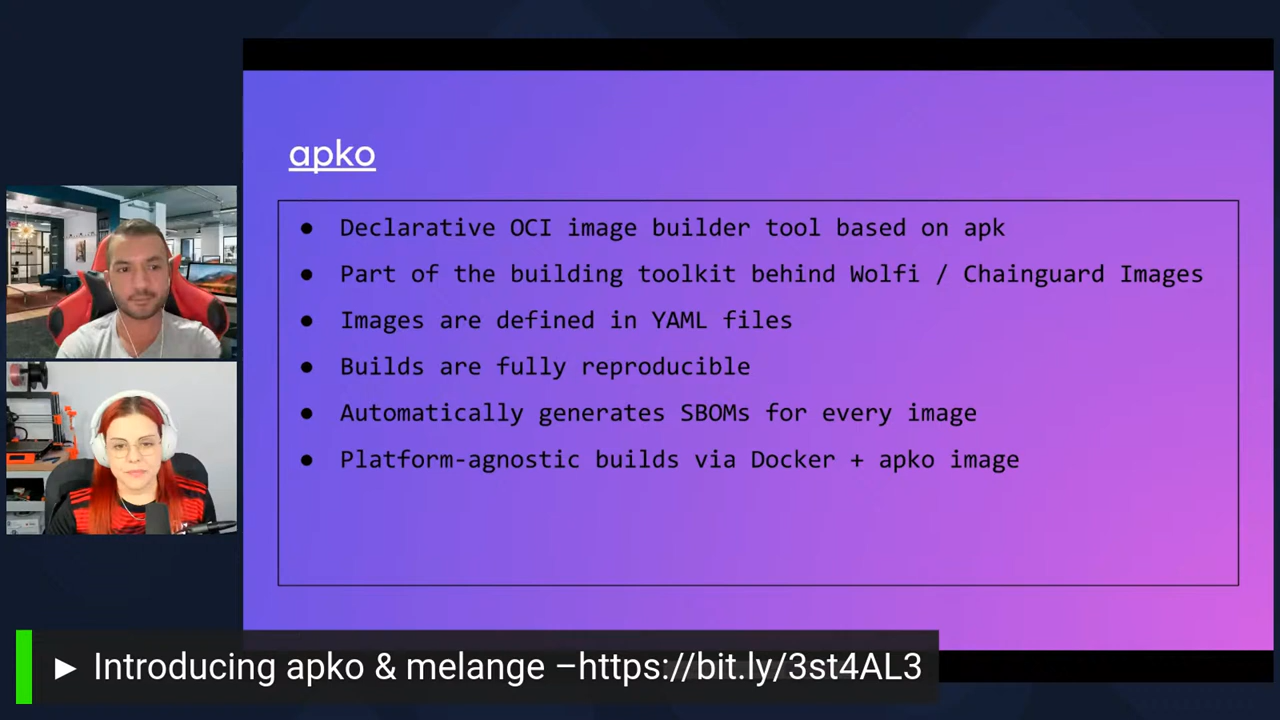 apko
● Declarative OCI image builder tool based on apk
● Part of the building toolkit behind Wolfi / Chainguard Images
● Images are defined in YAML files
● Builds are fully reproducible
● Automatically generates SBOMs for every image
● Platform-agnostic builds via Docker + apko image
► Introducing apko & melange –https://bit.ly/3st4AL3